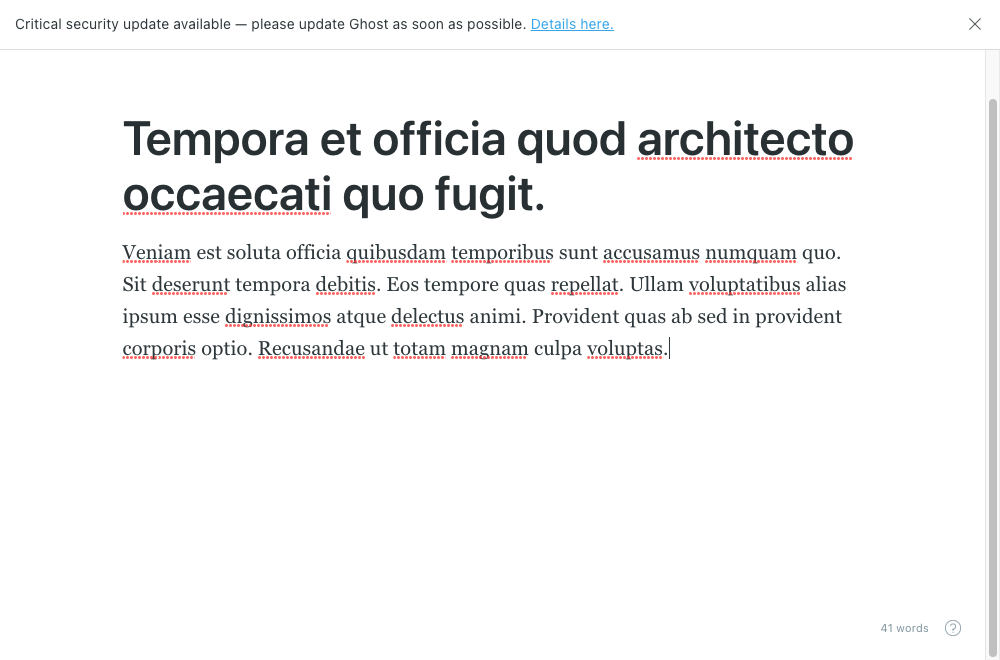 Critical security update available — please update Ghost as soon as possible. Details here.
Tempora et officia quod architecto
occaecati quo fugit.
Veniam est soluta officia quibusdam temporibus sunt accusamus numquam quo.
Sit deserunt tempora debitis. Eos tempore quas repellat. Ullam voluptatibus alias
ipsum esse dignissimos atque delectus animi. Provident quas ab sed in provident
corporis optio. Recusandae ut totam magnam culpa voluptas.
41 words ?